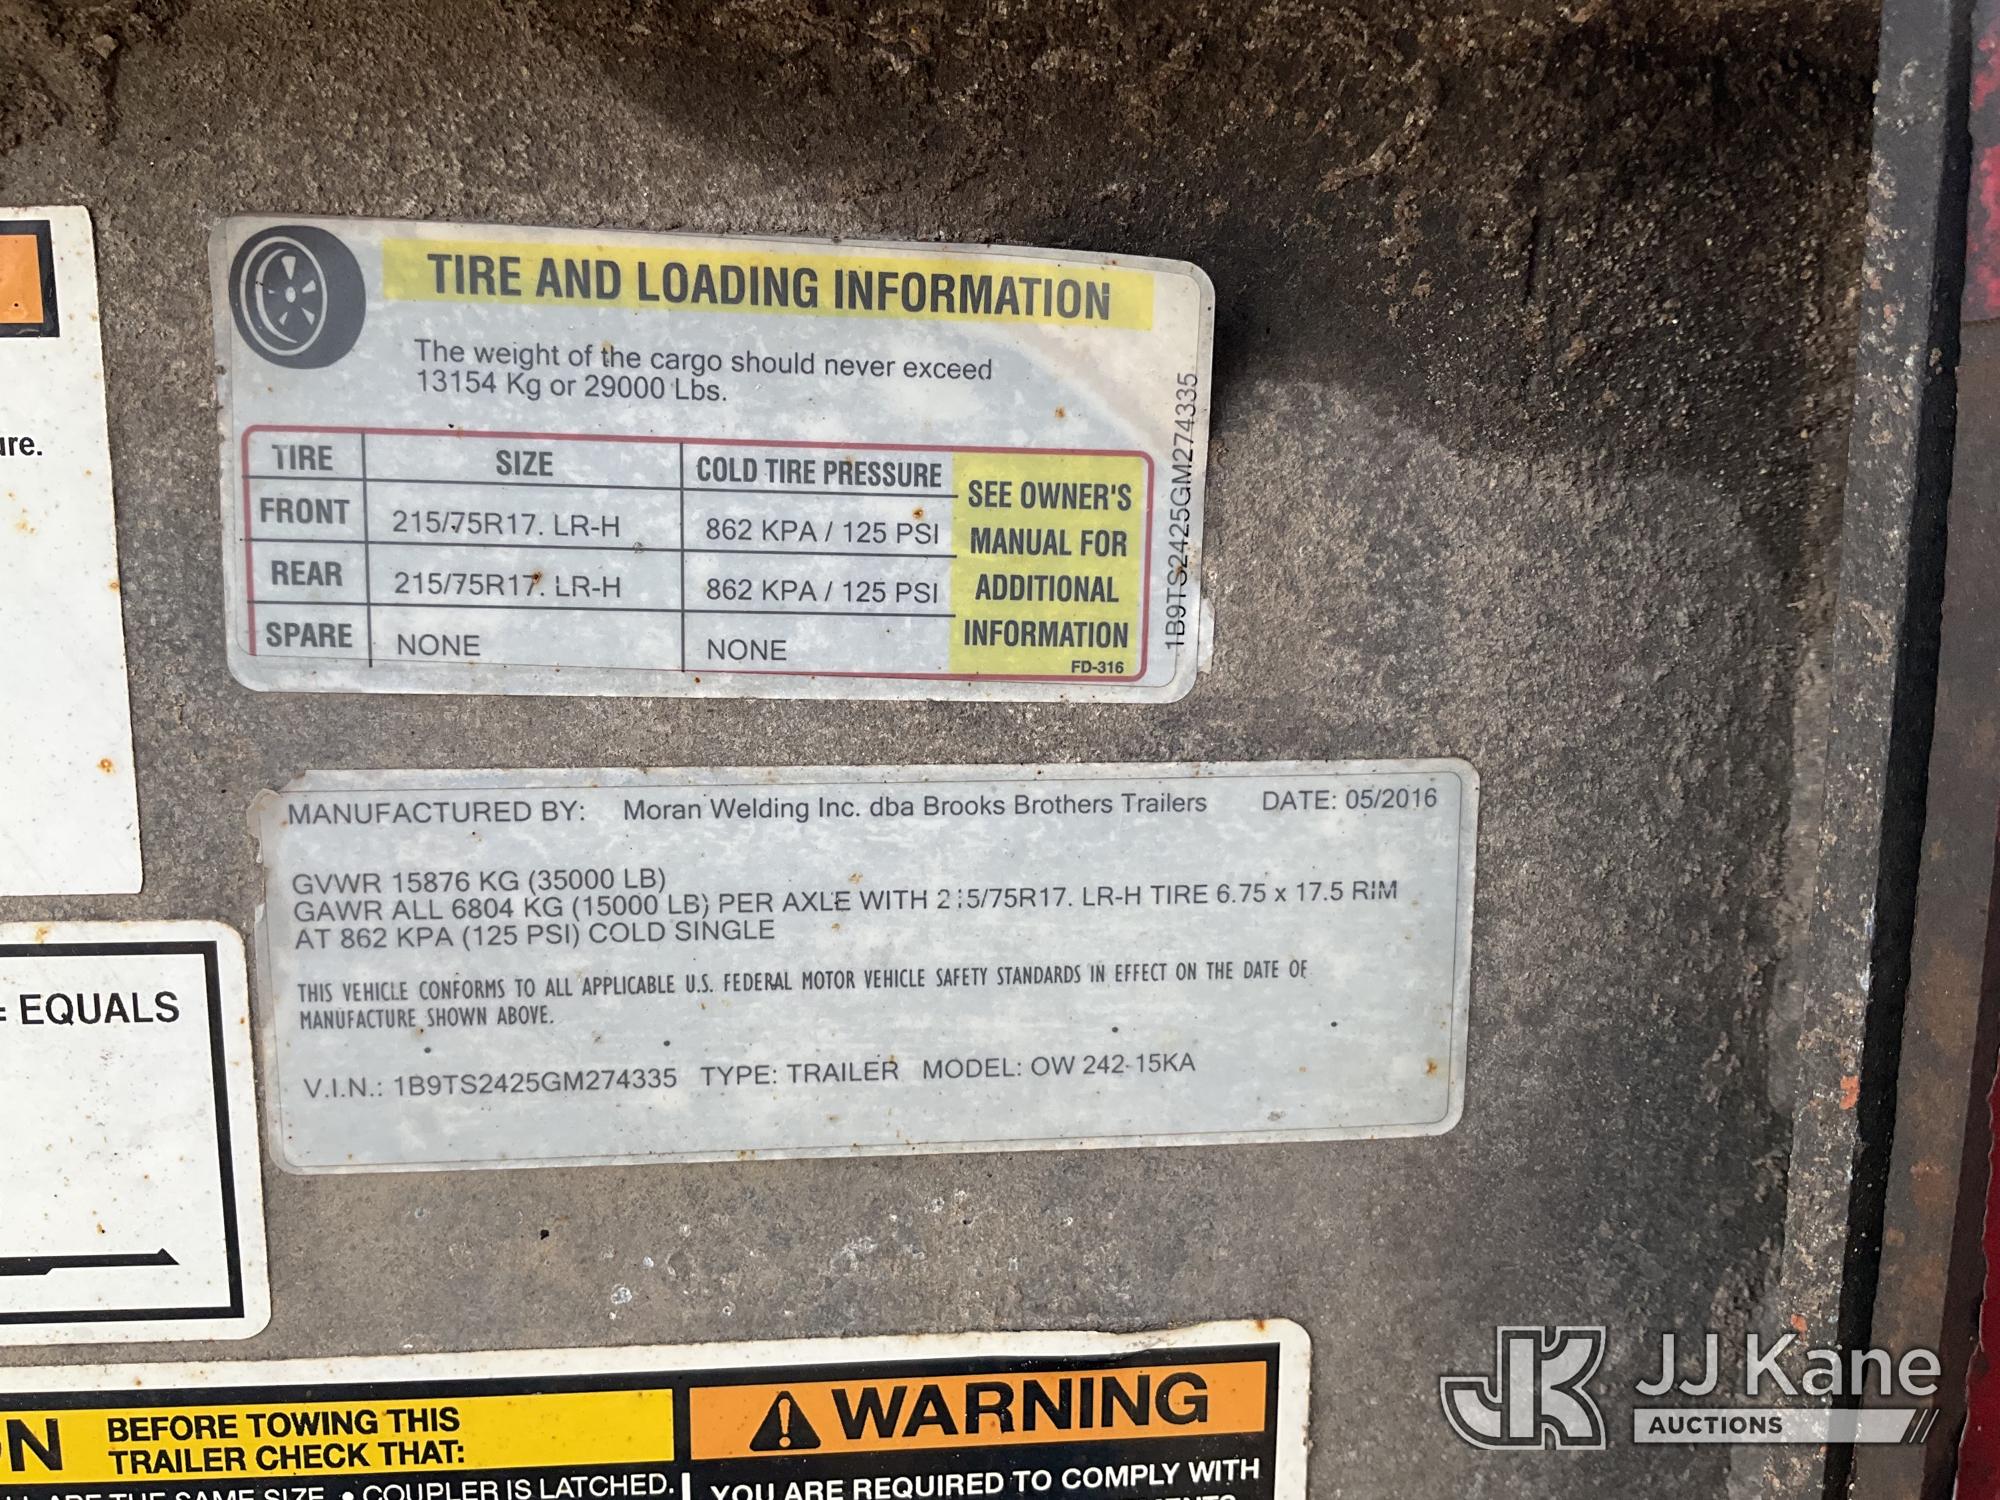 ure.
TIRE AND LOADING INFORMATION
The weight of the cargo should never exceed
13154 Kg or 29000 Lbs.
TIRE SIZE COLD TIRE PRESSURE
FRONT 215/75R17. LR-H 862 KPA / 125 PSI
REAR 215/75R17. LR-H 862 KPA / 125 PSI
SPARE NONE NONE
SEE OWNER'S
MANUAL FOR
ADDITIONAL
INFORMATION
FD-316
1B9TS2425GM274335
MANUFACTURED BY: Moran Welding Inc. dba Brooks Brothers Trailers DATE: 05/2016
GVWR 15876 KG (35000 LB)
GAWR ALL 6804 KG (15000 LB) PER AXLE WITH 215/75R17. LR-H TIRE 6.75 x 17.5 RIM
AT 862 KPA (125 PSI) COLD SINGLE
THIS VEHICLE CONFORMS TO ALL APPLICABLE U.S. FEDERAL MOTOR VEHICLE SAFETY STANDARDS IN EFFECT ON THE DATE OF
MANUFACTURE SHOWN ABOVE.
V.I.N.: 1B9TS2425GM274335 TYPE: TRAILER MODEL: OW 242-15KA
= EQUALS
ON BEFORE TOWING THIS
TRAILER CHECK THAT:
ARE THE SAME SIZE • COUPLER IS LATCHED.
WARNING
YOU ARE REQUIRED TO COMPLY WITH
JK JJ Kane
AUCTIONS